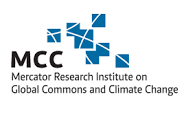 MCC
Mercator Research Institute on
Global Commons and Climate Change